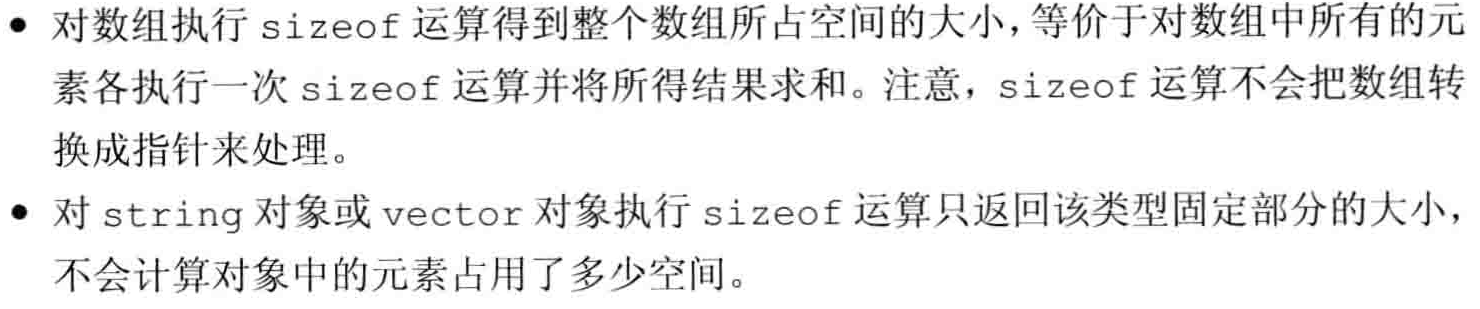 • 对数组执行 sizeof 运算得到整个数组所占空间的大小，等价于对数组中所有的元
素各执行一次 sizeof 运算并将所得结果求和。注意，sizeof 运算不会把数组转
换成指针来处理。
• 对 string 对象或 vector 对象执行 sizeof 运算只返回该类型固定部分的大小，
不会计算对象中的元素占用了多少空间。